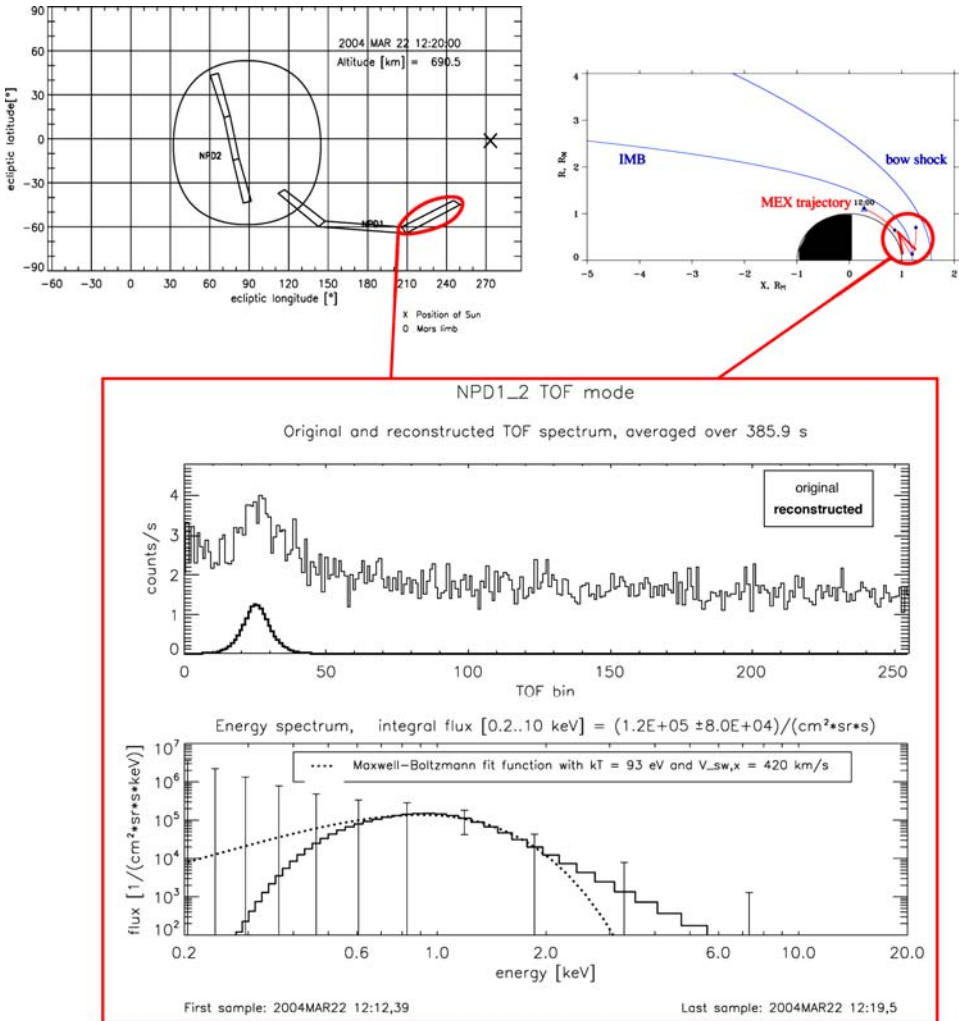 90
60
30
0
−30
−60
−90
ecliptic latitude[°]
2004 MAR 22 12:20:00
Altitude [km] = 690.5
NPD2
NPD1
−60 −30 0 30 60 90 120 150 180 210 240 270
ecliptic longitude [°]
X Position of Sun
O Mars limb
4
3
2
1
0
R, R_M
IMB
bow shock
MEX trajectory
12:00
-5 -4 -3 -2 -1 0 1 2
X, R_M
NPD1_2 TOF mode
Original and reconstructed TOF spectrum, averaged over 385.9 s
original
reconstructed
4
3
2
1
0
counts/s
0 50 100 150 200 250
TOF bin
Energy spectrum, integral flux [0.2..10 keV] = (1.2E+05 ±8.0E+04)/(cm²*sr*s)
Maxwell-Boltzmann fit function with kT = 93 eV and V_sw,x = 420 km/s
10⁷
10⁶
10⁵
10⁴
10³
10²
flux [1/(cm²*sr*s*keV)]
0.2 0.6 1.0 2.0 6.0 10.0 20.0
energy [keV]
First sample: 2004MAR22 12:12,39
Last sample: 2004MAR22 12:19,5